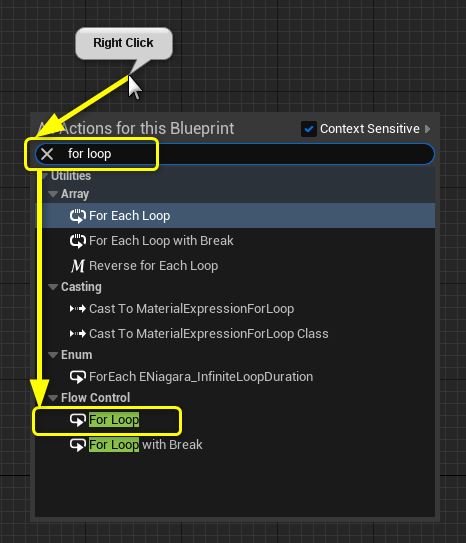 Right Click
All Actions for this Blueprint
Context Sensitive
for loop
Utilities
Array
For Each Loop
For Each Loop with Break
Reverse for Each Loop
Casting
Cast To MaterialExpressionForLoop
Cast To MaterialExpressionForLoop Class
Enum
ForEach ENiagara_InfiniteLoopDuration
Flow Control
For Loop
For Loop with Break